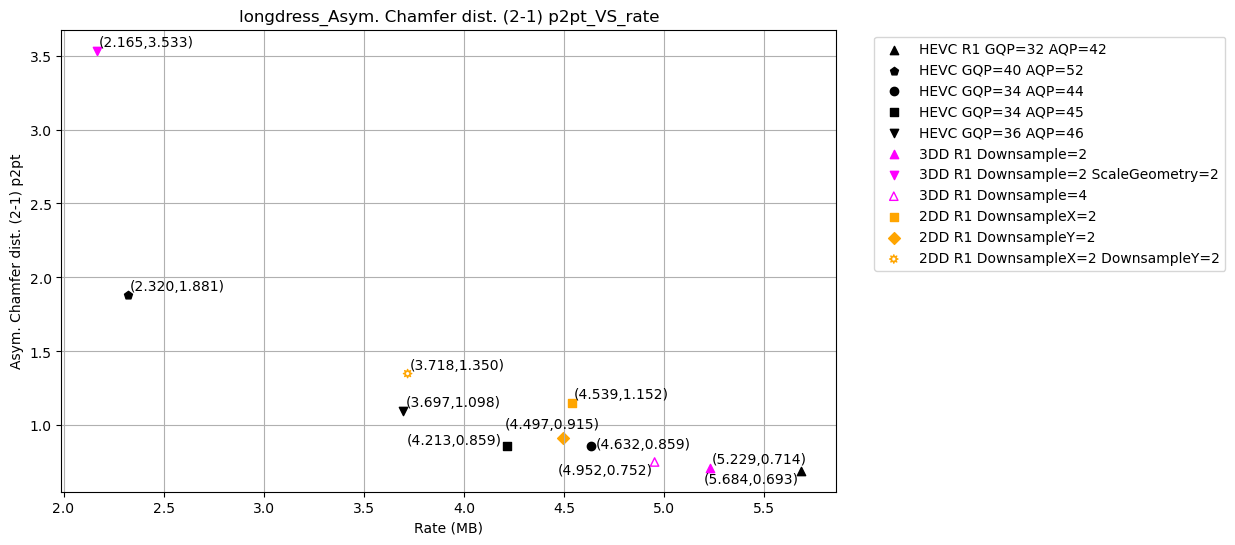 longdress_Asym. Chamfer dist. (2-1) p2pt_VS_rate
Asym. Chamfer dist. (2-1) p2pt
3.5
3.0
2.5
2.0
1.5
1.0
(2.165,3.533)
(2.320,1.881)
(3.718,1.350)
(3.697,1.098)
(4.539,1.152)
(4.497,0.915)
(4.213,0.859)
(4.632,0.859)
(4.952,0.752)
(5.229,0.714)
(5.684,0.693)
2.0 2.5 3.0 3.5 4.0 4.5 5.0 5.5
Rate (MB)
HEVC R1 GQP=32 AQP=42
HEVC GQP=40 AQP=52
HEVC GQP=34 AQP=44
HEVC GQP=34 AQP=45
HEVC GQP=36 AQP=46
3DD R1 Downsample=2
3DD R1 Downsample=2 ScaleGeometry=2
3DD R1 Downsample=4
2DD R1 DownsampleX=2
2DD R1 DownsampleY=2
2DD R1 DownsampleX=2 DownsampleY=2